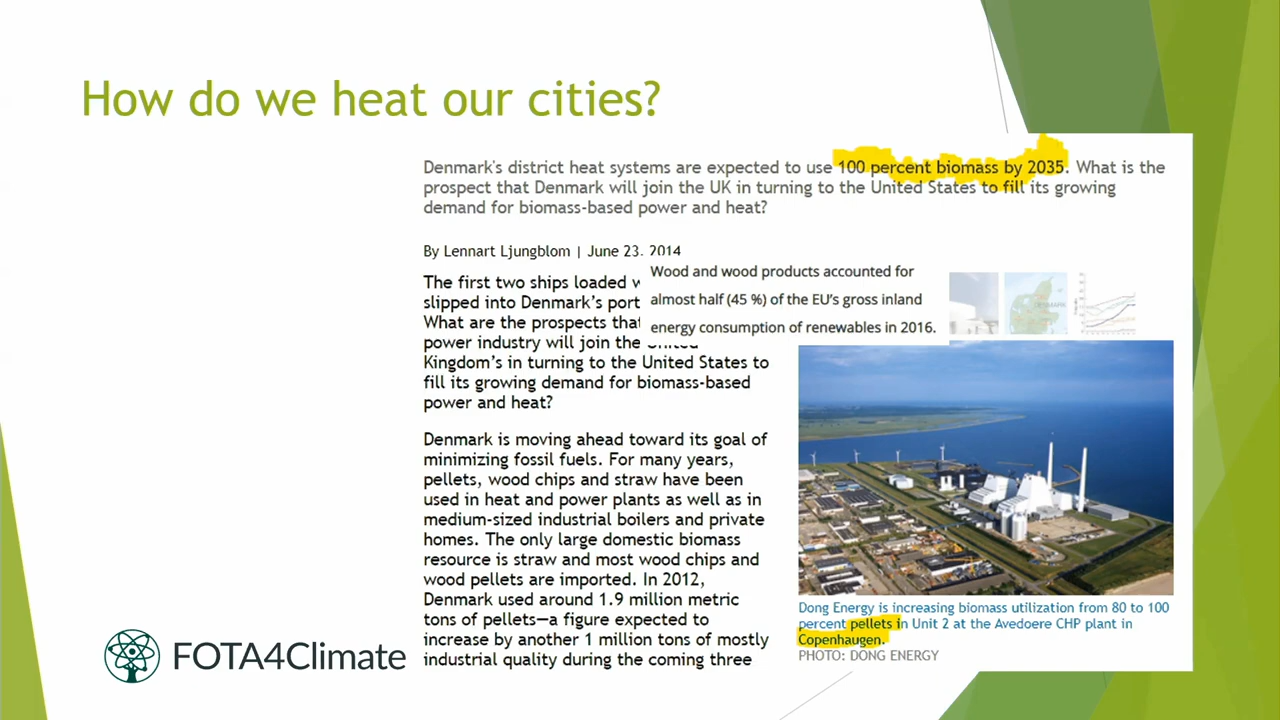 How do we heat our cities?
Denmark's district heat systems are expected to use 100 percent biomass by 2035. What is the
prospect that Denmark will join the UK in turning to the United States to fill its growing
demand for biomass-based power and heat?
By Lennart Ljungblom | June 23, 2014
The first two ships loaded
slipped into Denmark's port
What are the prospects that
power industry will join the United
Kingdom's in turning to the United States to
fill its growing demand for biomass-based
power and heat?
Wood and wood products accounted for
almost half (45 %) of the EU's gross inland
energy consumption of renewables in 2016.
DENMARK
Denmark is moving ahead toward its goal of
minimizing fossil fuels. For many years,
pellets, wood chips and straw have been
used in heat and power plants as well as in
medium-sized industrial boilers and private
homes. The only large domestic biomass
resource is straw and most wood chips and
wood pellets are imported. In 2012,
Denmark used around 1.9 million metric
tons of pellets—a figure expected to
increase by another 1 million tons of mostly
industrial quality during the coming three
Dong Energy is increasing biomass utilization from 80 to 100
percent pellets in Unit 2 at the Avedoere CHP plant in
Copenhaugen.
PHOTO: DONG ENERGY
FOTA4Climate